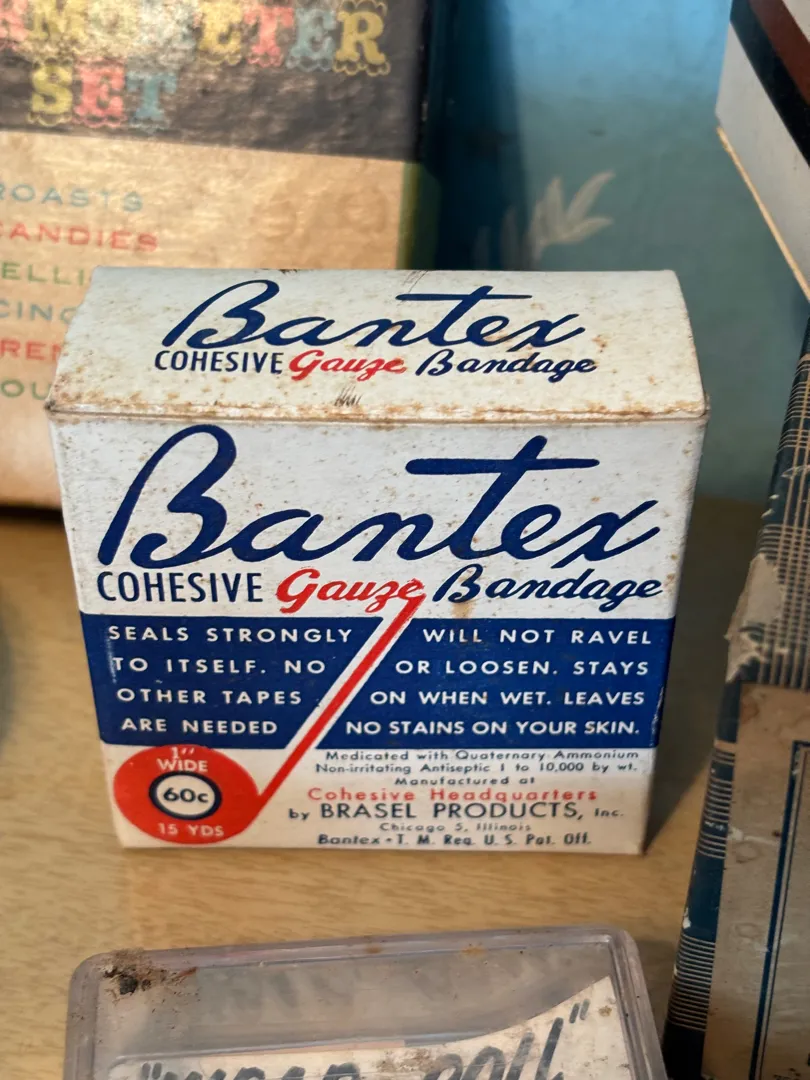 SET
ROASTS
CANDIES
Bantex
COHESIVE Gauze Bandage
Bantex
COHESIVE Gauze Bandage
SEALS STRONGLY
TO ITSELF. NO
OTHER TAPES
ARE NEEDED
WILL NOT RAVEL
OR LOOSEN. STAYS
ON WHEN WET. LEAVES
NO STAINS ON YOUR SKIN.
1" WIDE
60c
15 YDS
Medicated with Quaternary Ammonium
Non-irritating Antiseptic 1 to 10,000 by wt.
Manufactured at
Cohesive Headquarters
by BRASEL PRODUCTS, Inc.
Chicago 5, Illinois
Bantex - T. M. Reg. U. S. Pat. Off.